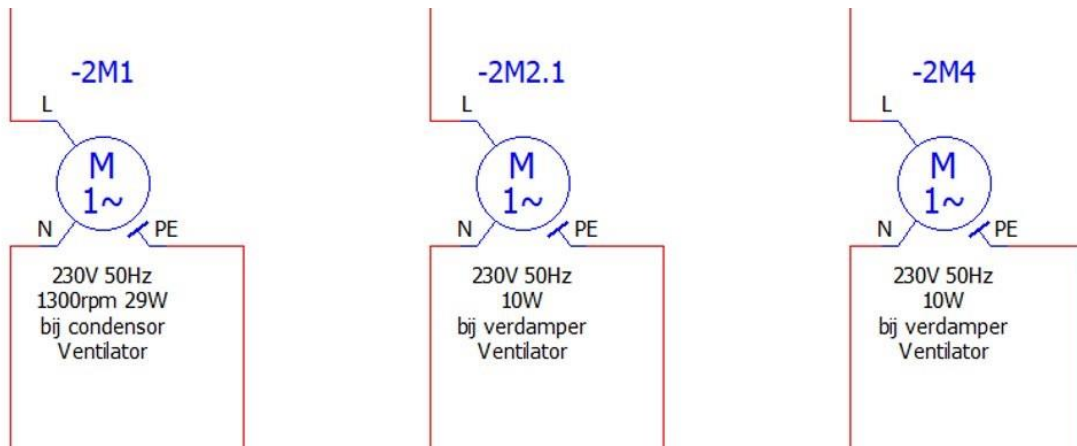 -2M1
L
M
1~
N
PE
230V 50Hz
1300rpm 29W
bij condensor
Ventilator
-2M2.1
L
M
1~
N
PE
230V 50Hz
10W
bij verdamper
Ventilator
-2M4
L
M
1~
N
PE
230V 50Hz
10W
bij verdamper
Ventilator